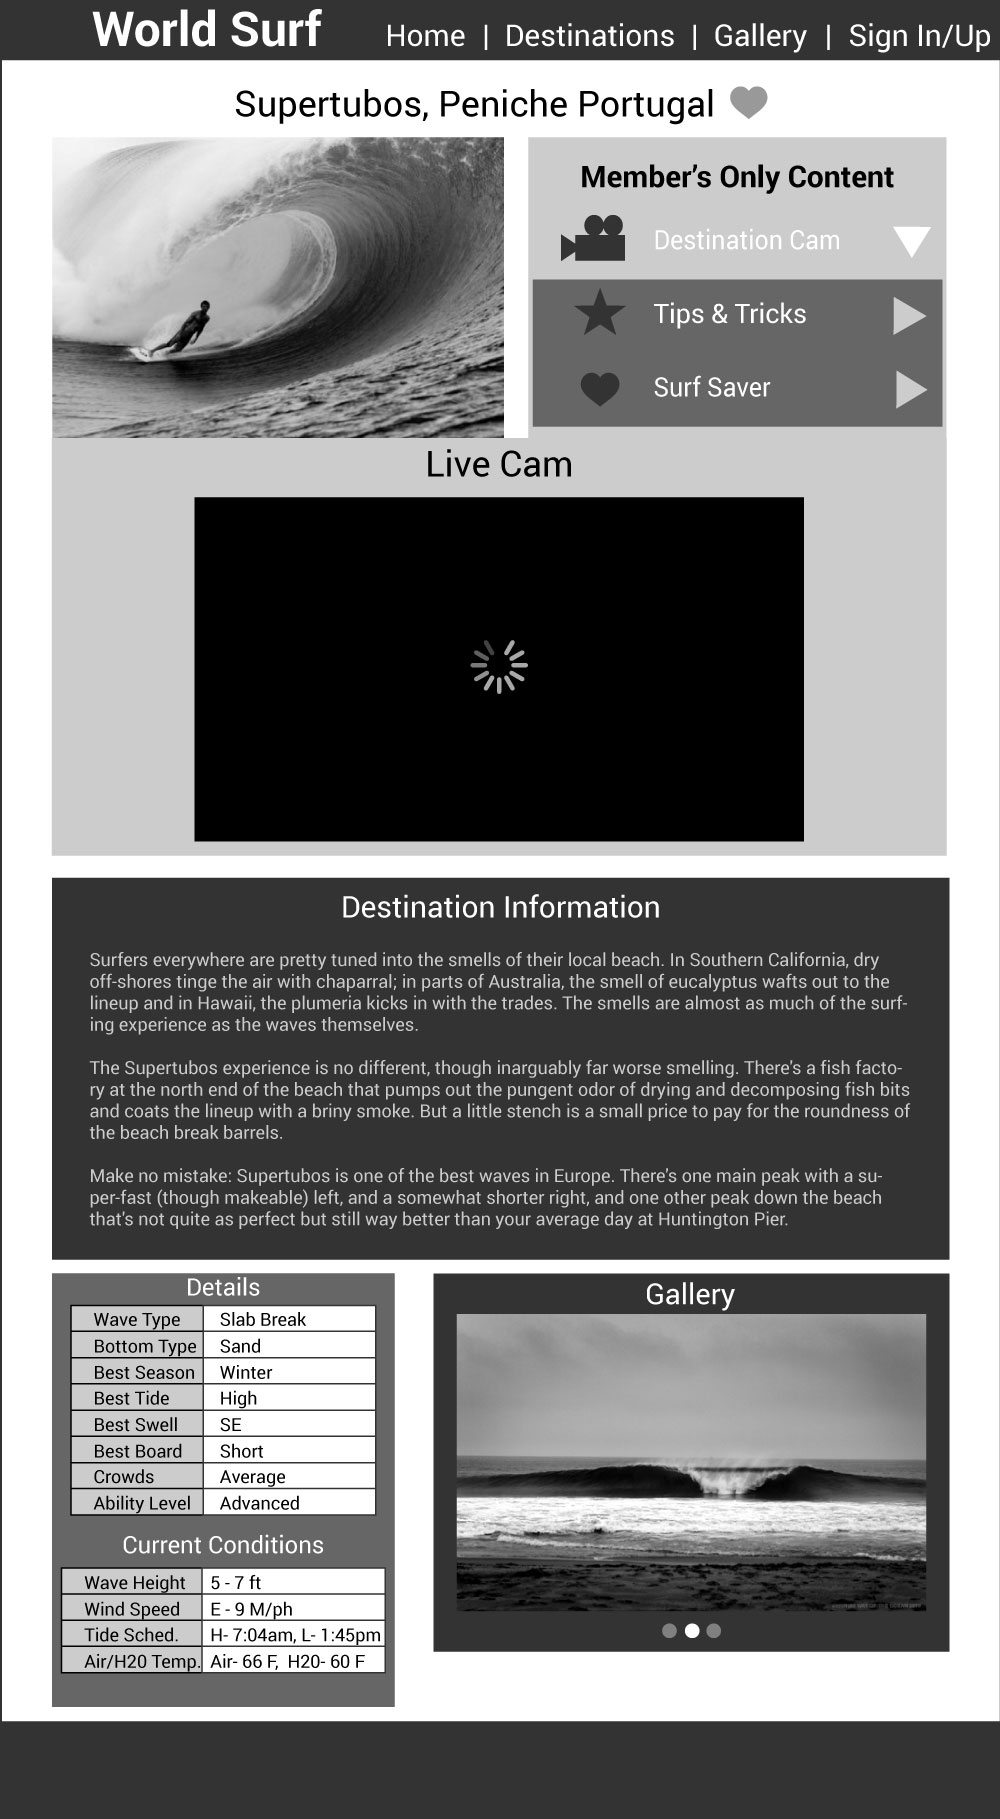 World Surf
Home | Destinations | Gallery | Sign In/Up
Supertubos, Peniche Portugal
Member's Only Content
Destination Cam
Tips & Tricks
Surf Saver
Live Cam
Destination Information
Surfers everywhere are pretty tuned into the smells of their local beach. In Southern California, dry
off-shores tinge the air with chaparral; in parts of Australia, the smell of eucalyptus wafts out to the
lineup and in Hawaii, the plumeria kicks in with the trades. The smells are almost as much of the surf-
ing experience as the waves themselves.
The Supertubos experience is no different, though inarguably far worse smelling. There's a fish facto-
ry at the north end of the beach that pumps out the pungent odor of drying and decomposing fish bits
and coats the lineup with a briny smoke. But a little stench is a small price to pay for the roundness of
the beach break barrels.
Make no mistake: Supertubos is one of the best waves in Europe. There's one main peak with a su-
per-fast (though makeable) left, and a somewhat shorter right, and one other peak down the beach
that's not quite as perfect but still way better than your average day at Huntington Pier.
Details
Wave Type Slab Break
Bottom Type Sand
Best Season Winter
Best Tide High
Best Swell SE
Best Board Short
Crowds Average
Ability Level Advanced
Current Conditions
Wave Height 5 - 7 ft
Wind Speed E - 9 M/ph
Tide Sched. H- 7:04am, L- 1:45pm
Air/H20 Temp. Air- 66 F, H20- 60 F
Gallery